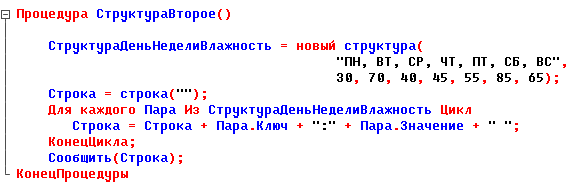 Процедура СтруктураВторое()
СтруктураДеньНеделиВлажность = новый структура(
"ПН, ВТ, СР, ЧТ, ПТ, СБ, ВС",
30, 70, 40, 45, 55, 85, 65);
Строка = строка("");
Для каждого Пара Из СтруктураДеньНеделиВлажность Цикл
Строка = Строка + Пара.Ключ + ":" + Пара.Значение + " ";
КонецЦикла;
Сообщить(Строка);
КонецПроцедуры